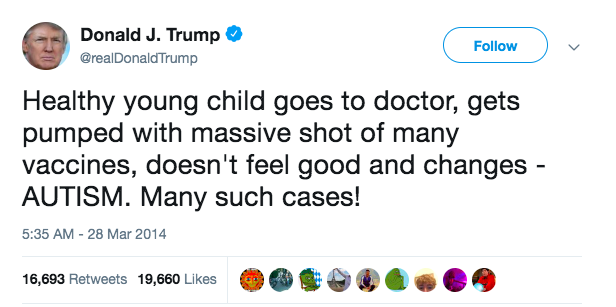 Donald J. Trump
@realDonaldTrump
Follow
Healthy young child goes to doctor, gets
pumped with massive shot of many
vaccines, doesn't feel good and changes -
AUTISM. Many such cases!
5:35 AM - 28 Mar 2014
16,693 Retweets 19,660 Likes